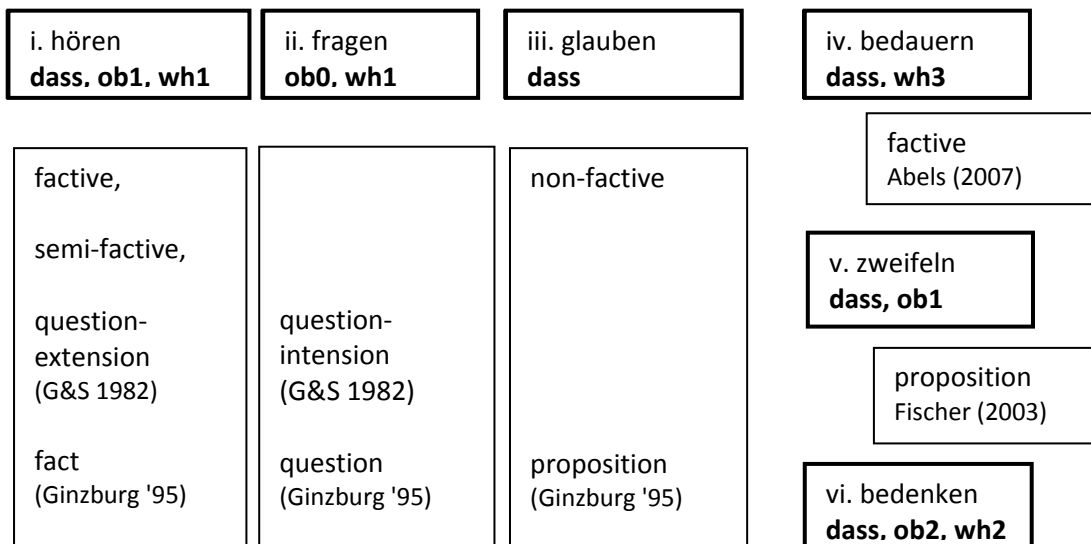 i. hören
dass, ob1, wh1
ii. fragen
ob0, wh1
iii. glauben
dass
iv. bedauern
dass, wh3
factive,
semi-factive,
question-
extension
(G&S 1982)
fact
(Ginzburg '95)
question-
intension
(G&S 1982)
question
(Ginzburg '95)
non-factive
proposition
(Ginzburg '95)
factive
Abels (2007)
v. zweifeln
dass, ob1
proposition
Fischer (2003)
vi. bedenken
dass, ob2, wh2